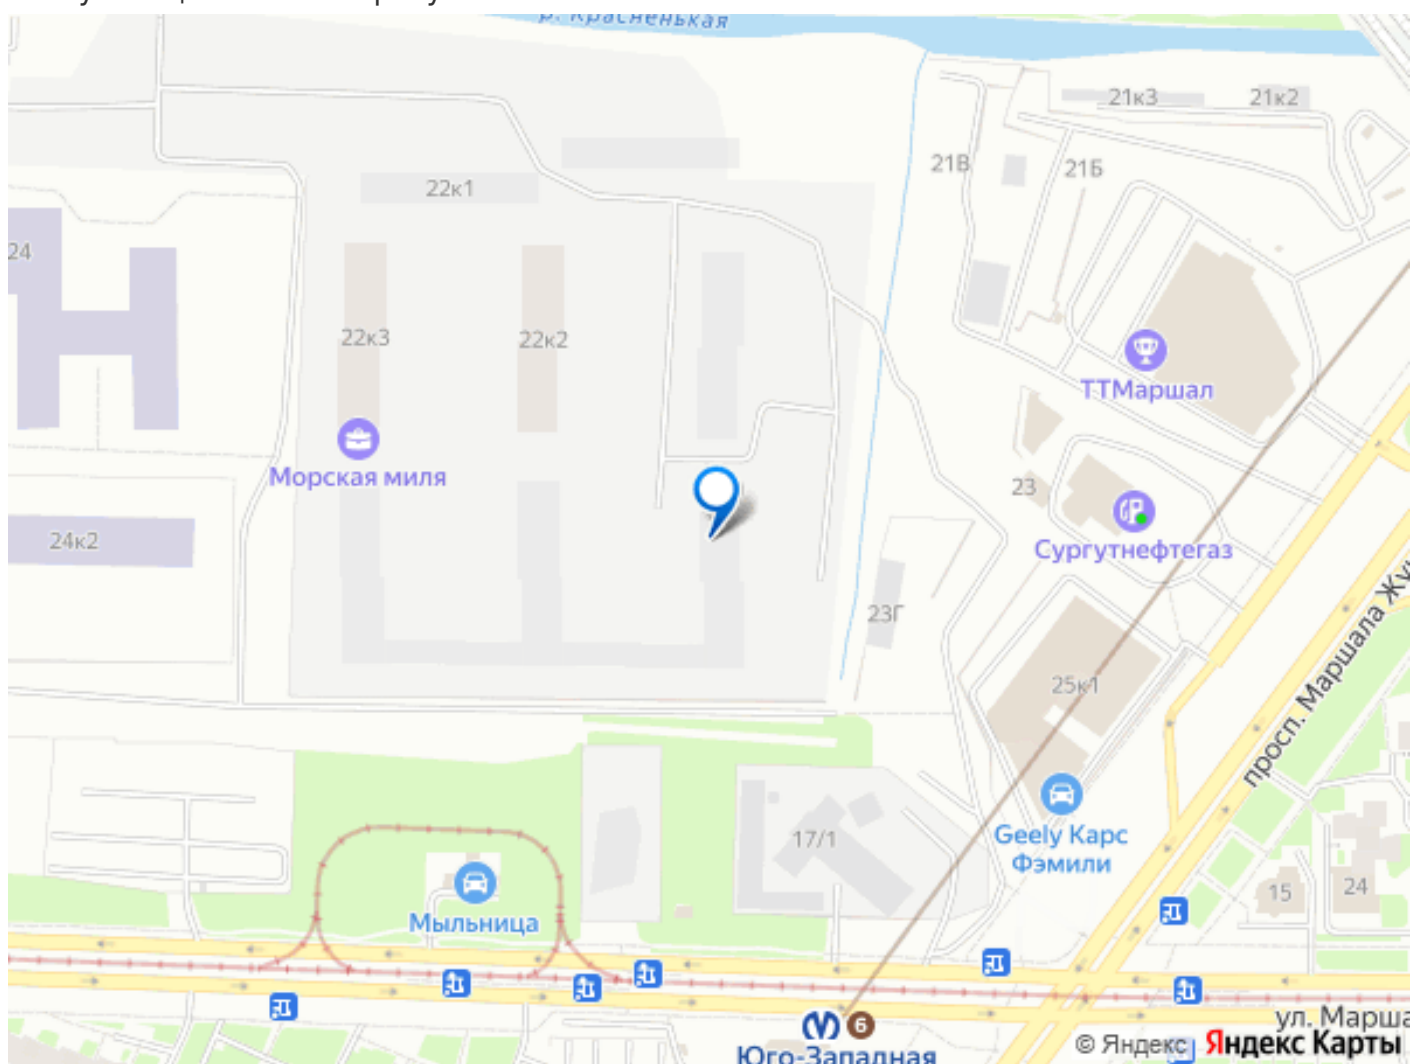 р. Красненькая
21к3
21к2
21В
21Б
22к1
24
22к3
22к2
ТТМаршал
Морская миля
23
24к2
Сургутнефтегаз
23Г
просп. Маршала Жу
25к1
17/1
Geely Карс
Фэмили
15
24
Мыльница
6
Юго-Западная
ул. Марша
© Яндекс Яндекс Карты